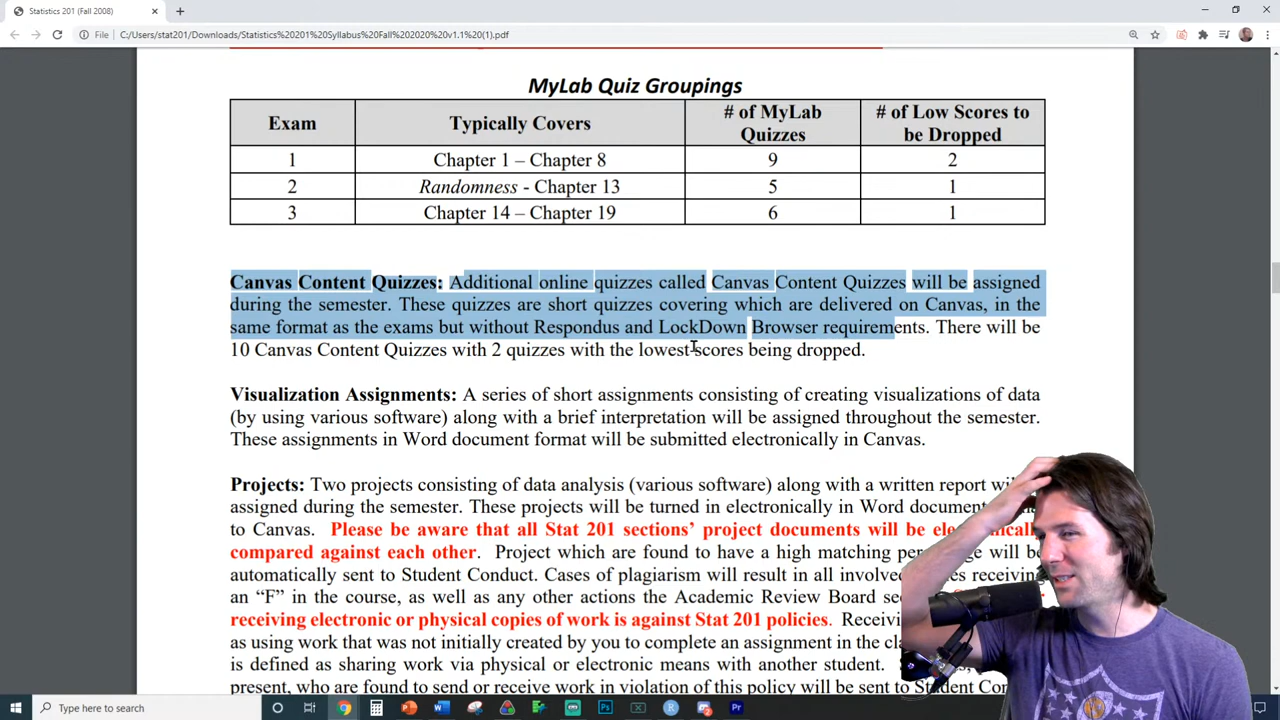 Statistics 201 (Fall 2008)
File
C:/Users/stat201/Downloads/Statistics%20201%20Syllabus%20Fall%202020%20v1.1%20(1).pdf
MyLab Quiz Groupings
Exam
Typically Covers
# of MyLab Quizzes
# of Low Scores to be Dropped
1
Chapter 1 – Chapter 8
9
2
2
Randomness - Chapter 13
5
1
3
Chapter 14 – Chapter 19
6
1
Canvas Content Quizzes: Additional online quizzes called Canvas Content Quizzes will be assigned
during the semester. These quizzes are short quizzes covering which are delivered on Canvas, in the
same format as the exams but without Respondus and LockDown Browser requirements. There will be
10 Canvas Content Quizzes with 2 quizzes with the lowest scores being dropped.
Visualization Assignments: A series of short assignments consisting of creating visualizations of data
(by using various software) along with a brief interpretation will be assigned throughout the semester.
These assignments in Word document format will be submitted electronically in Canvas.
Projects: Two projects consisting of data analysis (various software) along with a written report
assigned during the semester. These projects will be turned in electronically in Word document
to Canvas. Please be aware that all Stat 201 sections’ project documents will be
compared against each other. Project which are found to have a high matching will be
automatically sent to Student Conduct. Cases of plagiarism will result in all involved receiving
an “F” in the course, as well as any other actions the Academic Review Board
receiving electronic or physical copies of work is against Stat 201 policies.
as using work that was not initially created by you to complete an assignment in the
is defined as sharing work via physical or electronic means with another student.
present, who are found to send or receive work in violation of this policy will be sent to Student
Type here to search